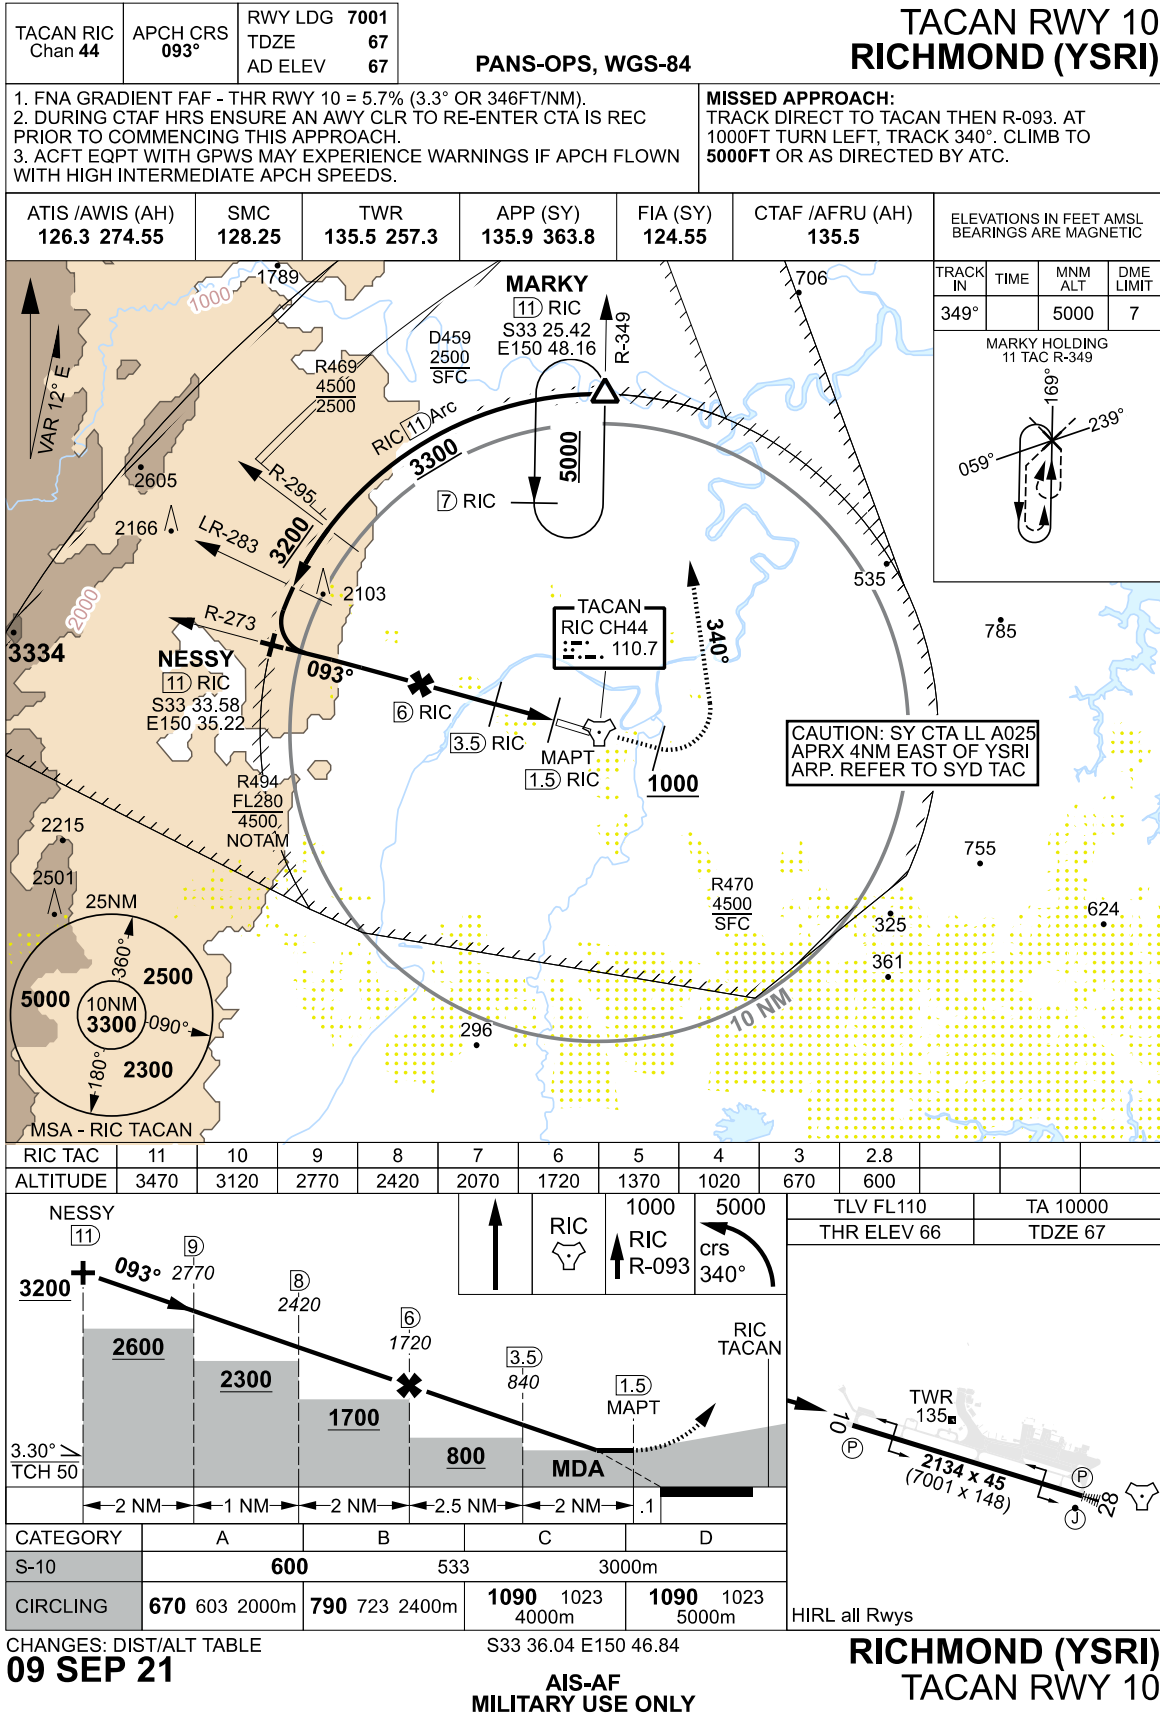 TACAN RIC
Chan 44
APCH CRS
093°
RWY LDG 7001
TDZE 67
AD ELEV 67
PANS-OPS, WGS-84
TACAN RWY 10
RICHMOND (YSRI)
1. FNA GRADIENT FAF - THR RWY 10 = 5.7% (3.3° OR 346FT/NM).
2. DURING CTAF HRS ENSURE AN AWY CLR TO RE-ENTER CTA IS REC
PRIOR TO COMMENCING THIS APPROACH.
3. ACFT EQPT WITH GPWS MAY EXPERIENCE WARNINGS IF APCH FLOWN
WITH HIGH INTERMEDIATE APCH SPEEDS.
MISSED APPROACH:
TRACK DIRECT TO TACAN THEN R-093. AT
1000FT TURN LEFT, TRACK 340°. CLIMB TO
5000FT OR AS DIRECTED BY ATC.
ATIS /AWIS (AH)
126.3 274.55
SMC
128.25
TWR
135.5 257.3
APP (SY)
135.9 363.8
FIA (SY)
124.55
CTAF /AFRU (AH)
135.5
ELEVATIONS IN FEET AMSL
BEARINGS ARE MAGNETIC
TRACK IN
TIME
MNM ALT
DME LIMIT
349°
5000
7
MARKY HOLDING
11 TAC R-349
169°
239°
059°
VAR 12° E
1789
1000
MARKY
11 RIC
S33 25.42
E150 48.16
R-349
706
D459
2500
SFC
R469
4500
2500
RIC 11 Arc
3300
5000
7 RIC
2605
R-295
2166
LR-283
3200
2103
2000
535
R-273
TACAN
RIC CH44
110.7
340°
785
3334
NESSY
11 RIC
S33 33.58
E150 35.22
093°
6 RIC
3.5 RIC
MAPT
1.5 RIC
1000
CAUTION: SY CTA LL A025
APRX 4NM EAST OF YSRI
ARP. REFER TO SYD TAC
R494
FL280
4500
NOTAM
2215
2501
755
R470
4500
SFC
325
624
361
10 NM
296
25NM
360°
2500
5000
10NM
3300
090°
180°
2300
MSA - RIC TACAN
RIC TAC 11 10 9 8 7 6 5 4 3 2.8
ALTITUDE 3470 3120 2770 2420 2070 1720 1370 1020 670 600
NESSY
11
3200
093°
9
2770
8
2420
6
1720
3.5
840
1.5
MAPT
RIC
TACAN
2600
2300
1700
800
MDA
3.30°
TCH 50
2 NM
1 NM
2 NM
2.5 NM
2 NM
.1
RIC
1000
RIC
R-093
5000
crs
340°
TLV FL110
TA 10000
THR ELEV 66
TDZE 67
TWR
135
10
P
2134 x 45
(7001 x 148)
P
J
28
HIRL all Rwys
CATEGORY A B C D
S-10 600 533 3000m
CIRCLING 670 603 2000m 790 723 2400m 1090 1023 4000m 1090 1023 5000m
CHANGES: DIST/ALT TABLE
09 SEP 21
S33 36.04 E150 46.84
AIS-AF
MILITARY USE ONLY
RICHMOND (YSRI)
TACAN RWY 10